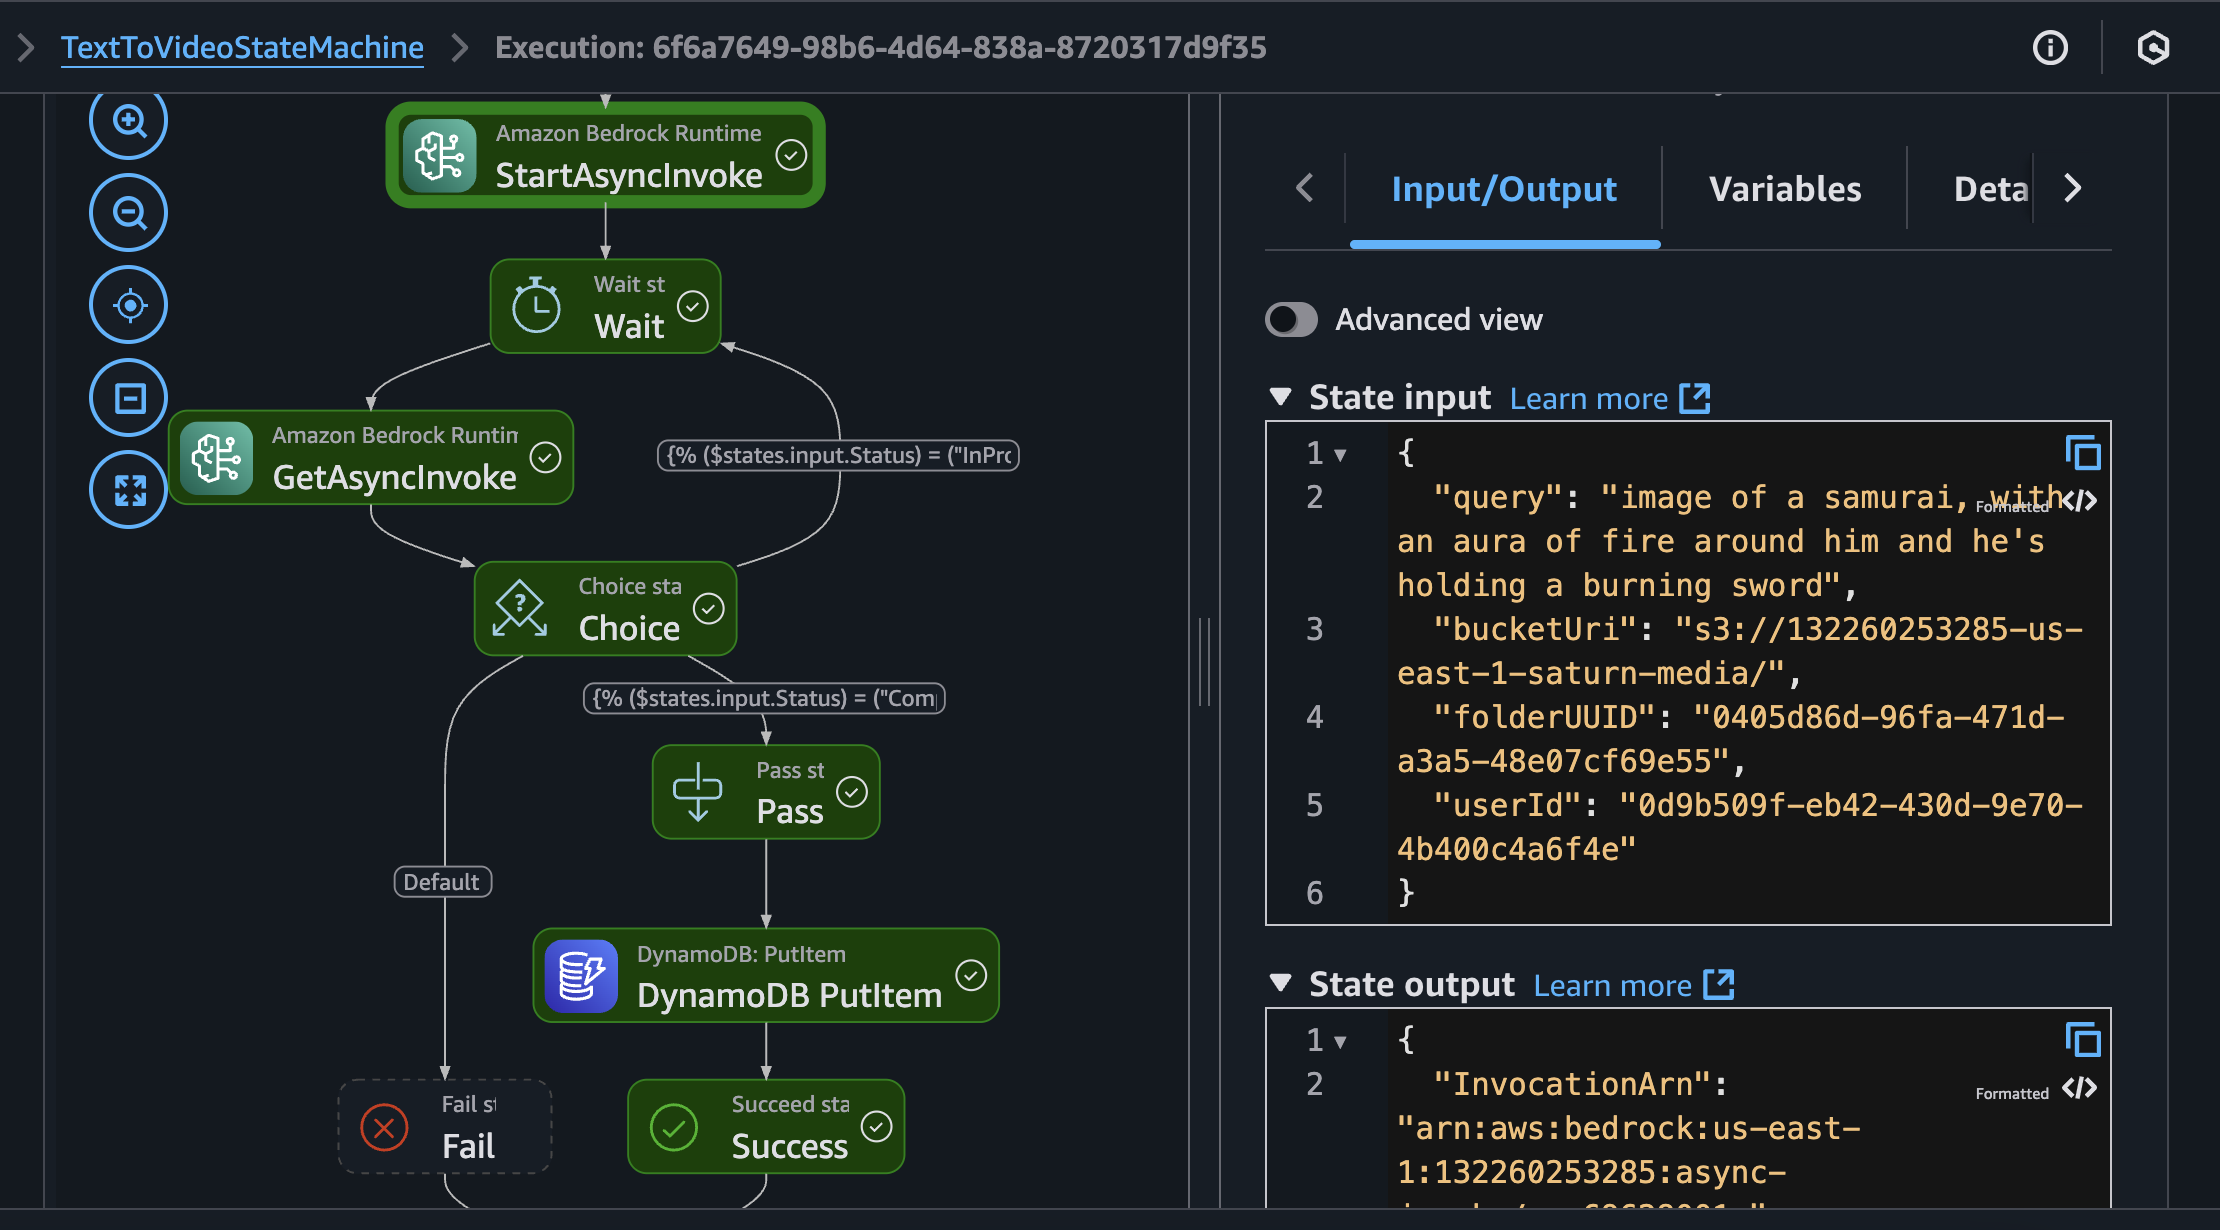 TextToVideoStateMachine
Execution: 6f6a7649-98b6-4d64-838a-8720317d9f35
Amazon Bedrock Runtime
StartAsyncInvoke
Wait st
Wait
Amazon Bedrock Runtin
GetAsyncInvoke
{% ($states.input.Status) = ("InPrc
Choice sta
Choice
{% ($states.input.Status) = ("Com
Pass st
Pass
Default
DynamoDB: PutItem
DynamoDB PutItem
Fail st
Fail
Succeed sta
Success
Input/Output
Variables
Deta
Advanced view
State input Learn more
1 {
2 "query": "image of a samurai, with
Formatted
an aura of fire around him and he's
holding a burning sword",
3 "bucketUri": "s3://132260253285-us-
east-1-saturn-media/",
4 "folderUUID": "0405d86d-96fa-471d-
a3a5-48e07cf69e55",
5 "userId": "0d9b509f-eb42-430d-9e70-
4b400c4a6f4e"
6 }
State output Learn more
1 {
2 "InvocationArn":
Formatted
"arn:aws:bedrock:us-east-
1:132260253285:async-